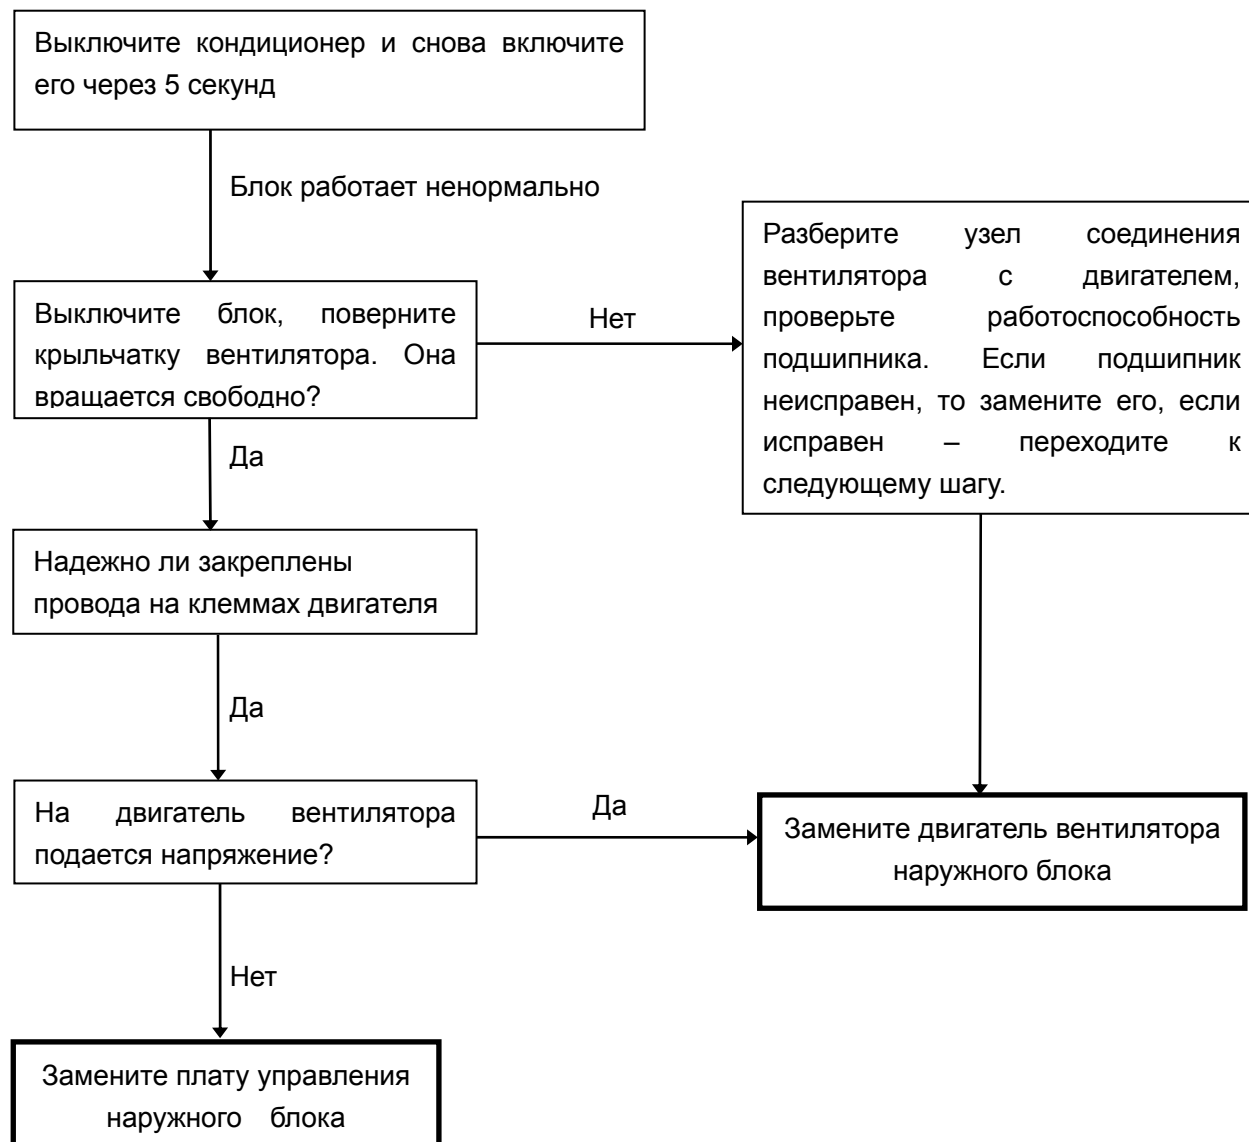 Выключите кондиционер и снова включите
его через 5 секунд
Блок работает ненормально
Выключите блок, поверните
крыльчатку вентилятора. Она
вращается свободно?
Нет
Разберите узел соединения
вентилятора с двигателем,
проверьте работоспособность
подшипника. Если подшипник
неисправен, то замените его, если
исправен – переходите к
следующему шагу.
Да
Надежно ли закреплены
провода на клеммах двигателя
Да
На двигатель вентилятора
подается напряжение?
Да
Замените двигатель вентилятора
наружного блока
Нет
Замените плату управления
наружного блока